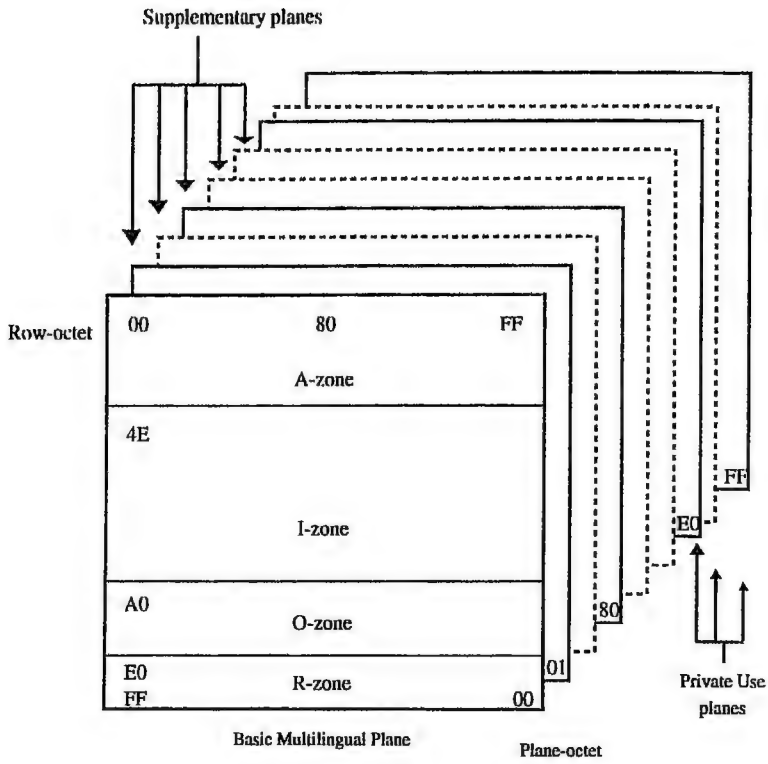 Supplementary planes
Row-octet
00 80 FF
A-zone
4E
I-zone
A0
O-zone
E0
R-zone
FF 00
01
80
E0
FF
Private Use
planes
Basic Multilingual Plane
Plane-octet